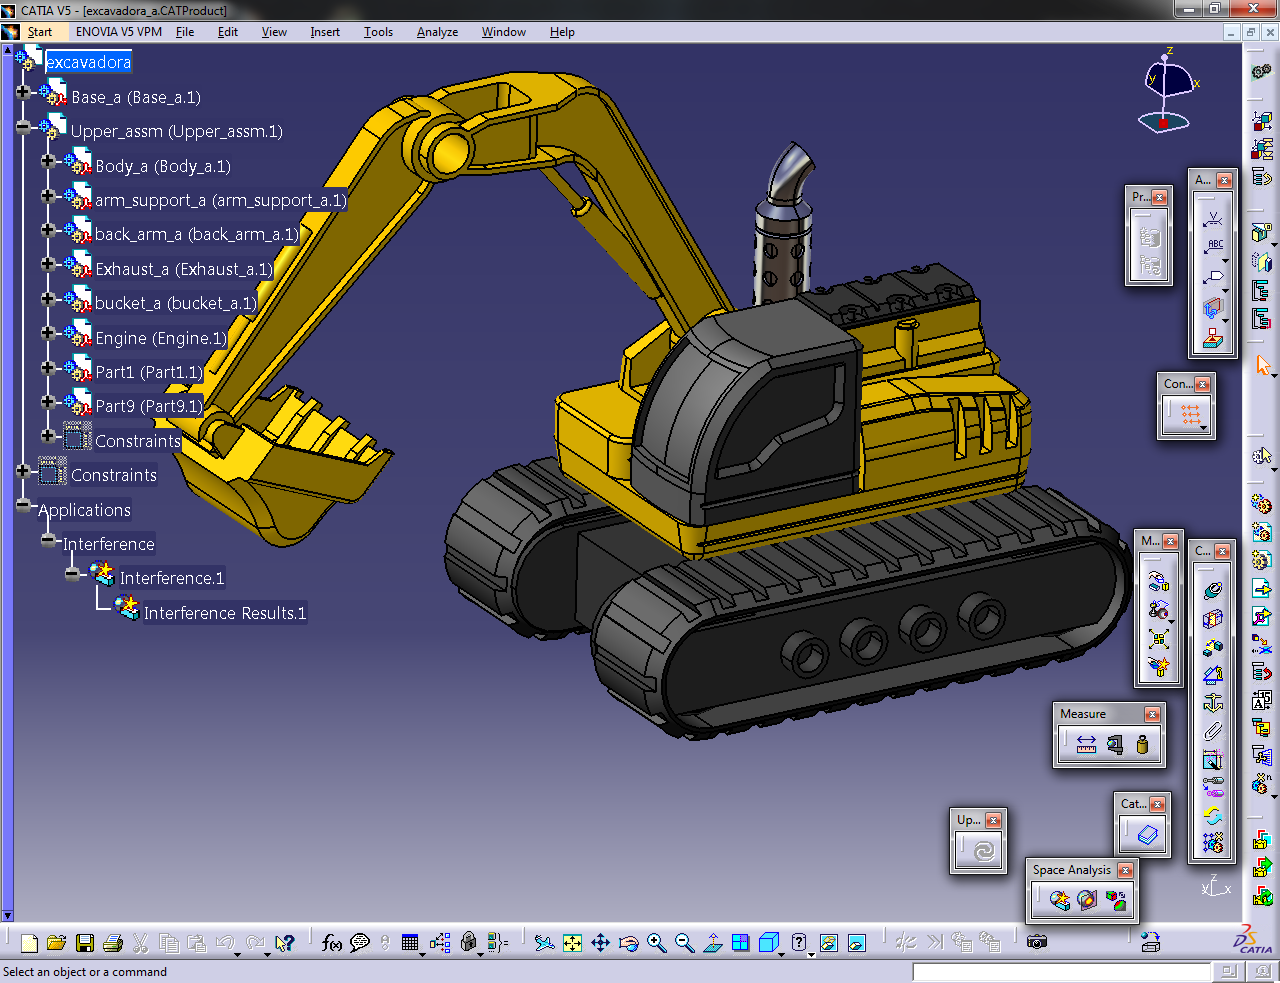 CATIA V5 - [excavadora_a.CATProduct]
Start ENOVIA V5 VPM File Edit View Insert Tools Analyze Window Help
excavadora
Base_a (Base_a.1)
Upper_assm (Upper_assm.1)
Body_a (Body_a.1)
arm_support_a (arm_support_a.1)
back_arm_a (back_arm_a.1)
Exhaust_a (Exhaust_a.1)
bucket_a (bucket_a.1)
Engine (Engine.1)
Part1 (Part1.1)
Part9 (Part9.1)
Constraints
Constraints
Applications
Interference
Interference.1
Interference Results.1
z
y
x
Pr...
A...
ABC
Con...
M...
C...
Measure
Cat...
Up...
Space Analysis
z
y x
f(x)
?
CATIA
Select an object or a command